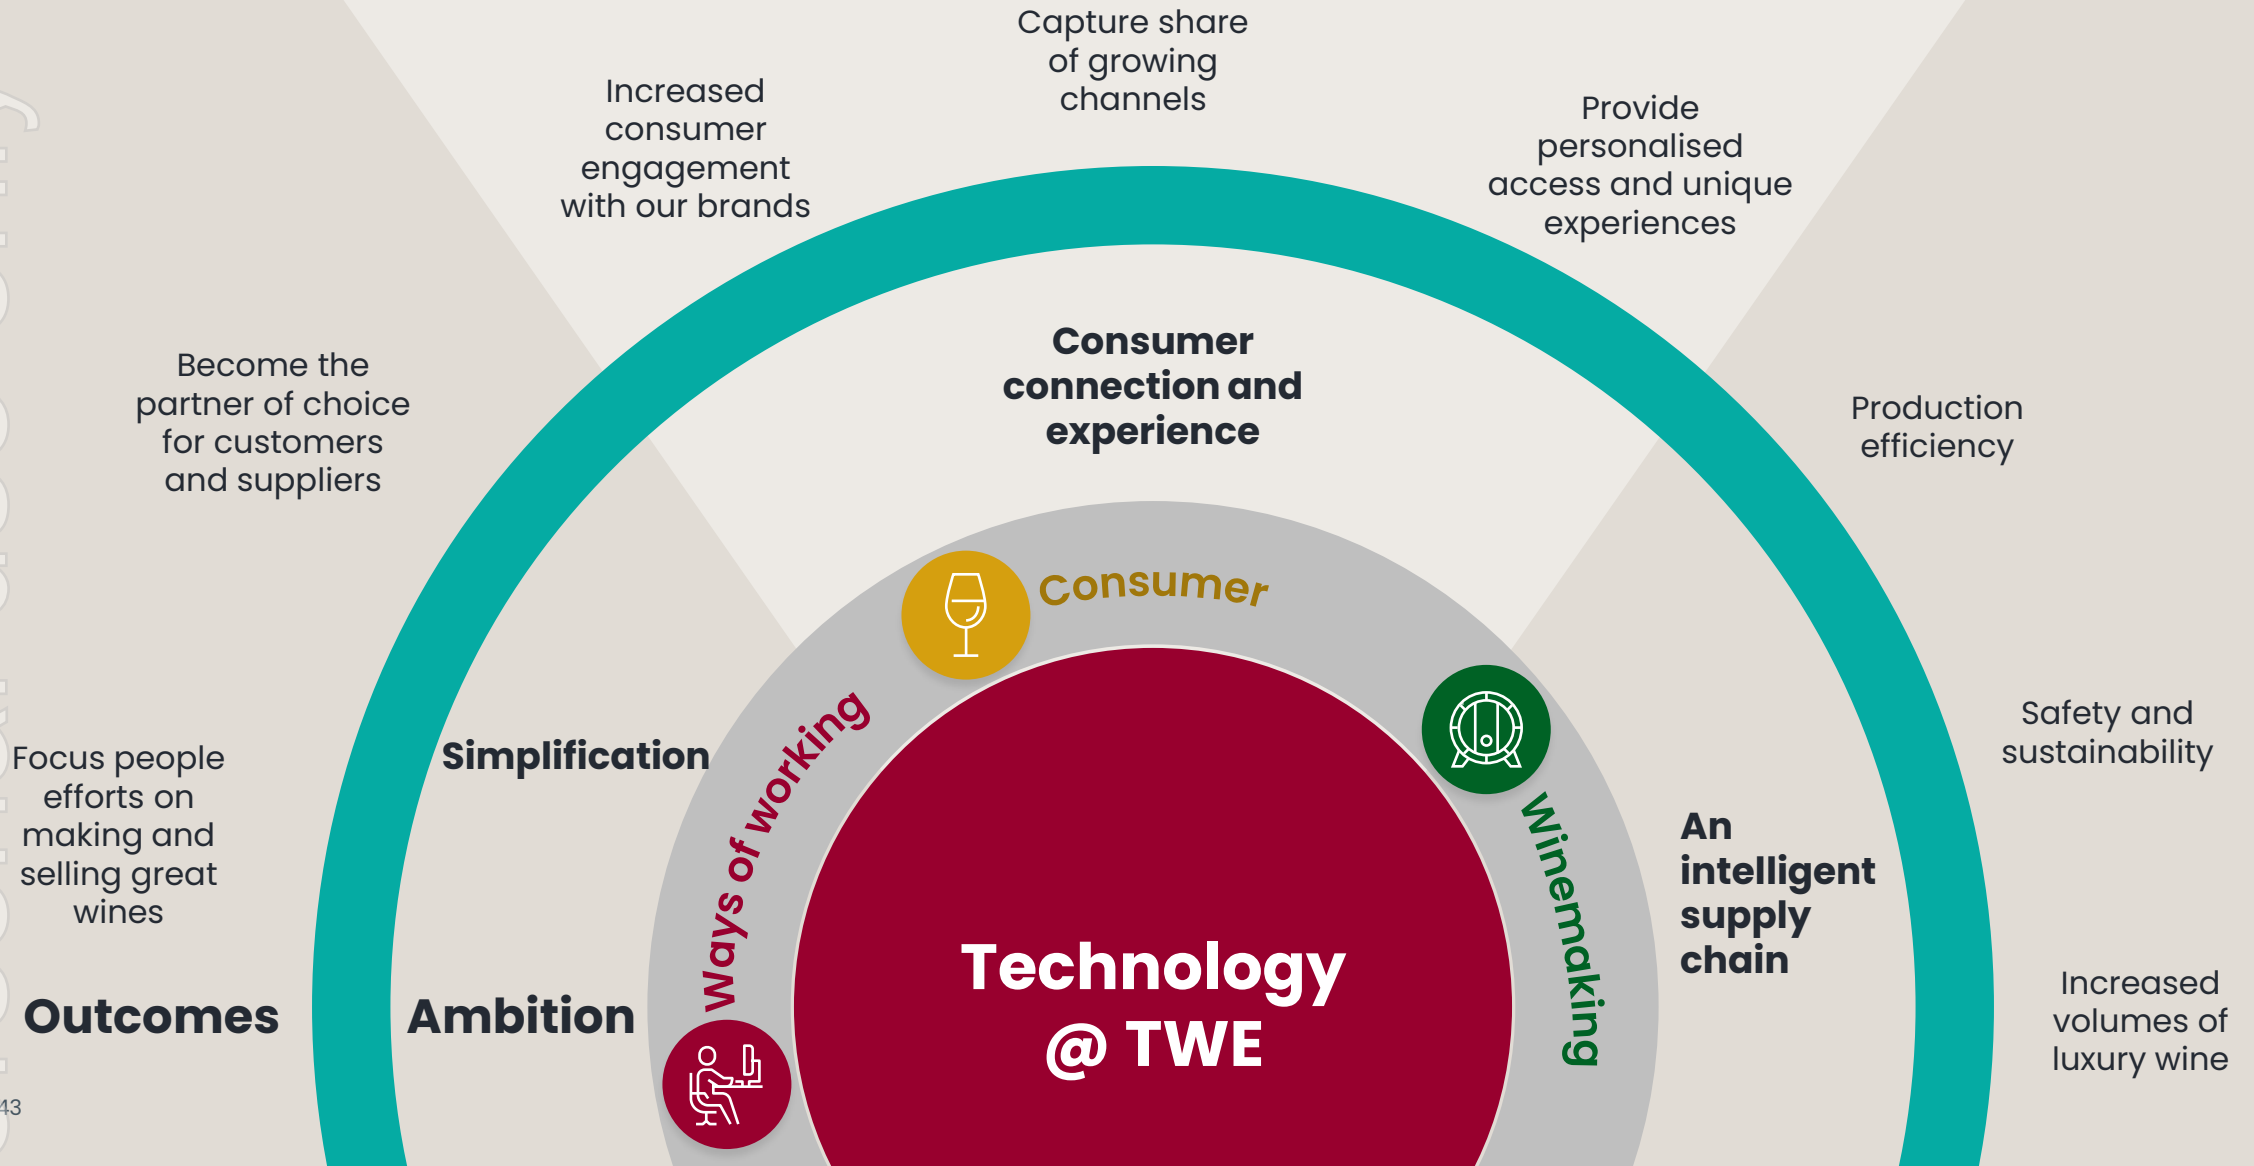 Capture share
of growing
channels
Increased
consumer
engagement
with our brands
Provide
personalised
access and unique
experiences
Become the
partner of choice
for customers
and suppliers
Consumer
connection and
experience
Production
efficiency
Consumer
Simplification
Ways of working
Winemaking
Safety and
sustainability
Focus people
efforts on
making and
selling great
wines
An
intelligent
supply
chain
Outcomes
Ambition
Technology
@ TWE
Increased
volumes of
luxury wine
43